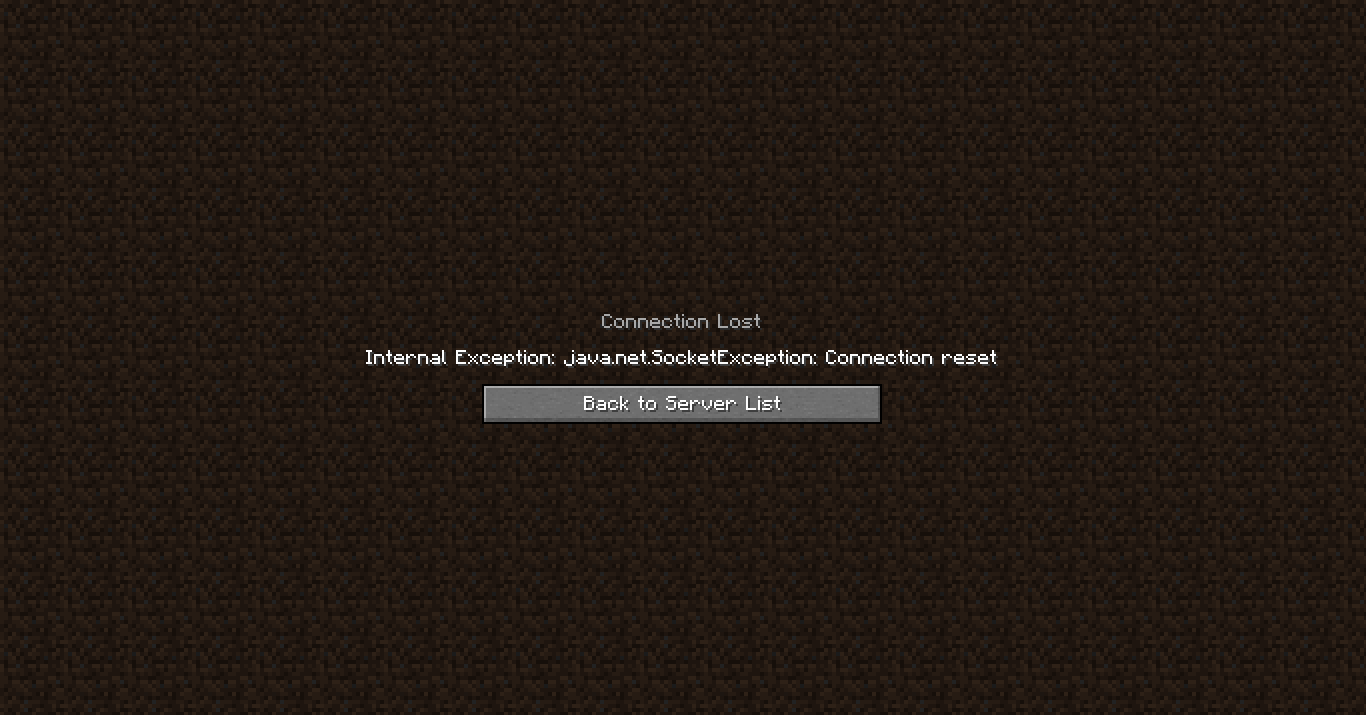 Connection Lost
Internal Exception: java.net.SocketException: Connection reset
Back to Server List